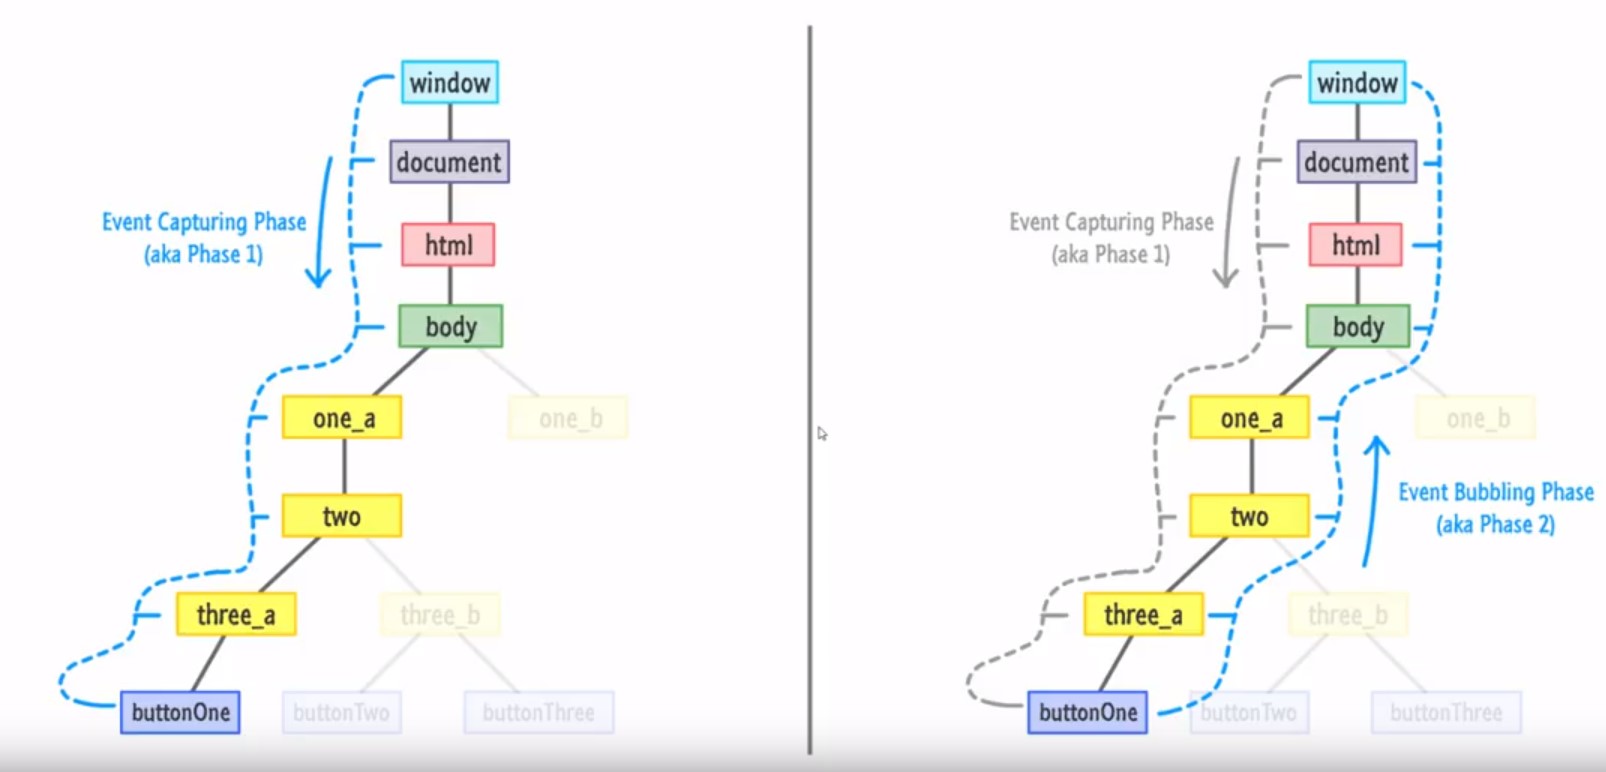 window
document
Event Capturing Phase
(aka Phase 1)
html
body
one_a
one_b
two
three_a
three_b
buttonOne
buttonTwo
buttonThree
window
document
Event Capturing Phase
(aka Phase 1)
html
body
one_a
one_b
Event Bubbling Phase
(aka Phase 2)
two
three_a
three_b
buttonOne
buttonTwo
buttonThree